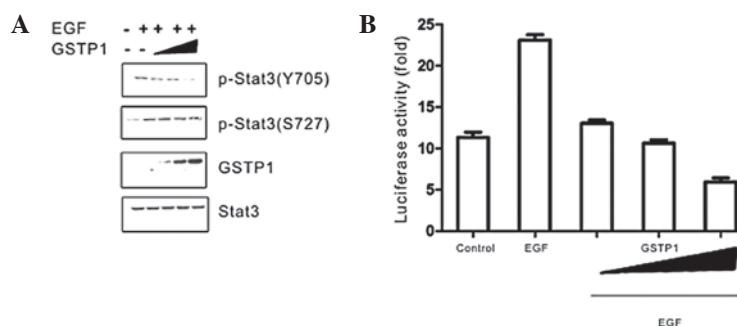 A
EGF - + + + +
GSTP1 - -
p-Stat3(Y705)
p-Stat3(S727)
GSTP1
Stat3
B
Luciferase activity (fold)
25
20
15
10
5
0
Control EGF GSTP1
EGF